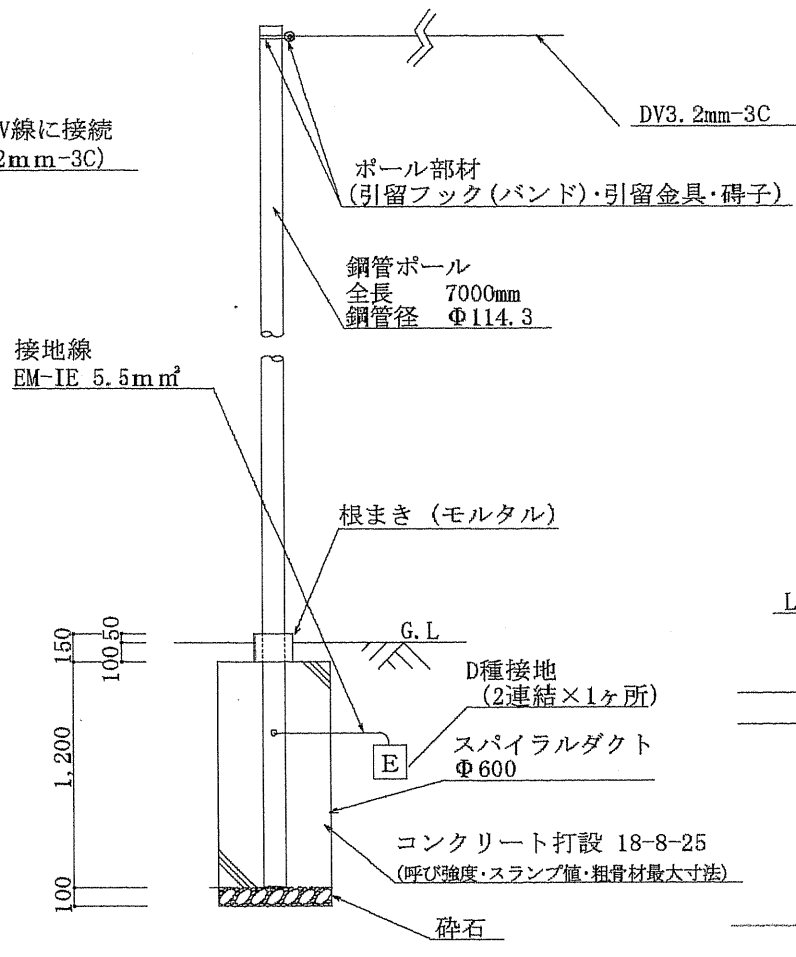 DV3.2mm-3C
V線に接続
2mm-3C)
ポール部材
(引留フック(バンド)・引留金具・碍子)
鋼管ポール
全長 7000mm
鋼管径 Φ114.3
接地線
EM-IE 5.5mm²
根まき (モルタル)
G.L
L
150
50
100
D種接地
(2連結×1ヶ所)
E
スパイラルダクト
Φ600
1,200
コンクリート打設 18-8-25
(呼び強度・スランプ値・粗骨材最大寸法)
100
砕石